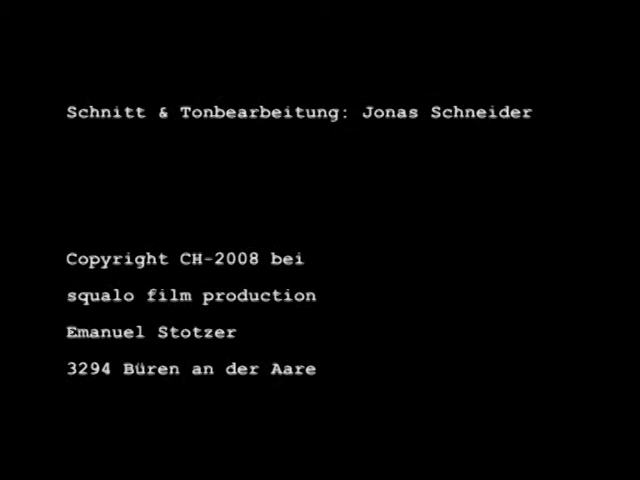 Schnitt & Tonbearbeitung: Jonas Schneider
Copyright CH-2008 bei
squalo film production
Emanuel Stotzer
3294 Büren an der Aare